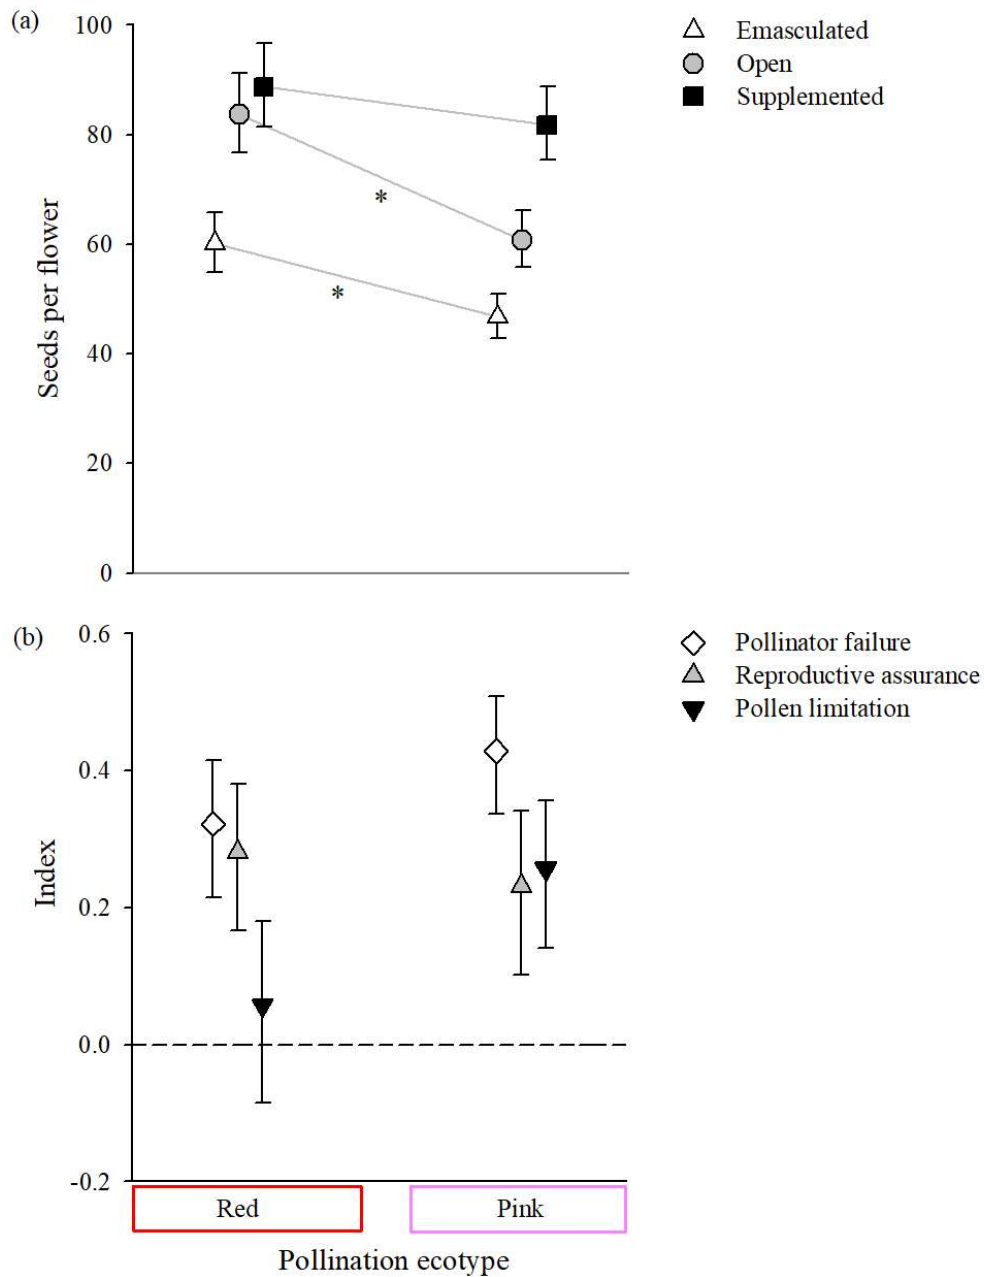 (a)
100
80
60
40
20
0
Seeds per flower
Emasculated
Open
Supplemented
*
*
(b)
0.6
0.4
0.2
0.0
-0.2
Index
Pollinator failure
Reproductive assurance
Pollen limitation
Red
Pink
Pollination ecotype